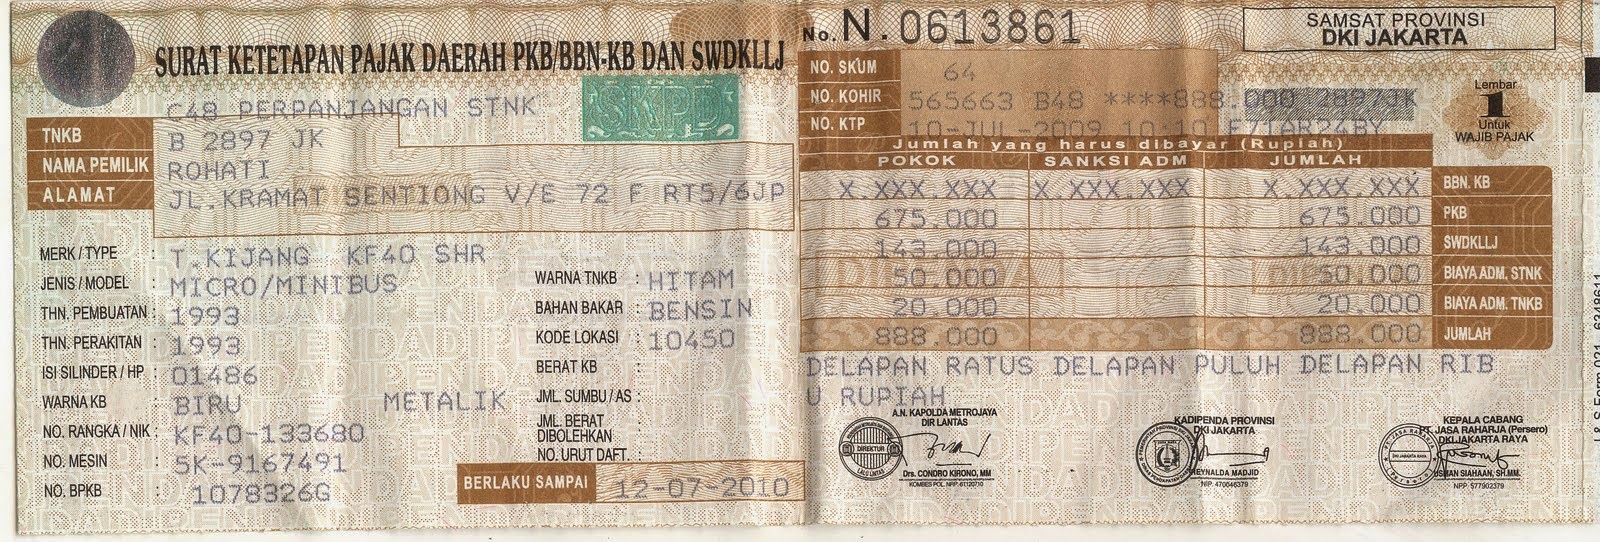 SURAT KETETAPAN PAJAK DAERAH PKB/BBN-KB DAN SWDKLLJ
C48 PERPANJANGAN STNK
SKPD
TNKB B 2897 JK
NAMA PEMILIK ROHATI
ALAMAT JL.KRAMAT SENTIONG V/E 72 F RT5/6JP
MERK / TYPE : T.KIJANG KF40 SHR
JENIS / MODEL : MICRO/MINIBUS
THN. PEMBUATAN : 1993
THN. PERAKITAN : 1993
ISI SILINDER / HP : 01486
WARNA KB : BIRU METALIK
NO. RANGKA / NIK : KF40-133680
NO. MESIN : 5K-9167491
NO. BPKB : 1078326G
WARNA TNKB : HITAM
BAHAN BAKAR : BENSIN
KODE LOKASI : 10450
BERAT KB :
JML. SUMBU / AS :
JML. BERAT DIBOLEHKAN :
NO. URUT DAFT. :
BERLAKU SAMPAI 12-07-2010
No. N. 0613861
SAMSAT PROVINSI
DKI JAKARTA
NO. SKUM 64
NO. KOHIR 565663 B48 ****888.000 2897JK
NO. KTP 10-JUL-2009 10:10 F71AR24BY
Lembar
1
Untuk
WAJIB PAJAK
Jumlah yang harus dibayar (Rupiah)
POKOK SANKSI ADM JUMLAH
X.XXX.XXX X.XXX.XXX X.XXX.XXX BBN. KB
675.000 675.000 PKB
143.000 143.000 SWDKLLJ
50.000 50.000 BIAYA ADM. STNK
20.000 20.000 BIAYA ADM. TNKB
888.000 888.000 JUMLAH
DELAPAN RATUS DELAPAN PULUH DELAPAN RIB
U RUPIAH
A.N. KAPOLDA METROJAYA
DIR LANTAS
DIREKTUR
LALU LINTAS
Drs. CONDRO KIRONO, MM
KOMBES POL. NRP. 61120710
KADIPENDA PROVINSI
DKI JAKARTA
REYNALDA MADJID
NIP. 470046379
KEPALA CABANG
PT. JASA RAHARJA (Persero)
DKI JAKARTA RAYA
USMAN SIAHAAN, SH.MM.
NPP. 577902379